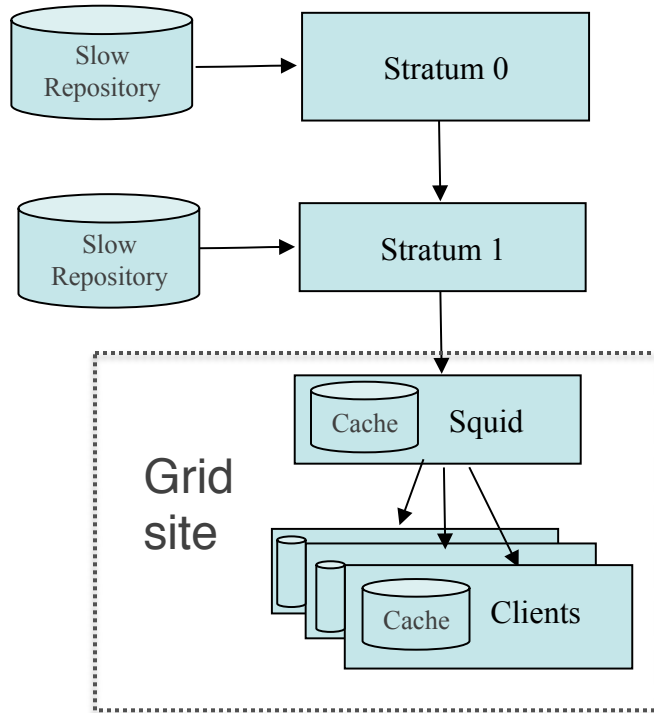 Slow
Repository
Stratum 0
Slow
Repository
Stratum 1
Cache
Squid
Grid
site
Cache
Clients